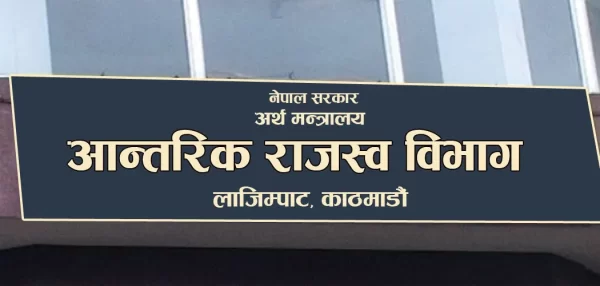 नेपाल सरकार
अर्थ मन्त्रालय
आन्तरिक राजस्व विभाग
लाजिम्पाट, काठमाडौं